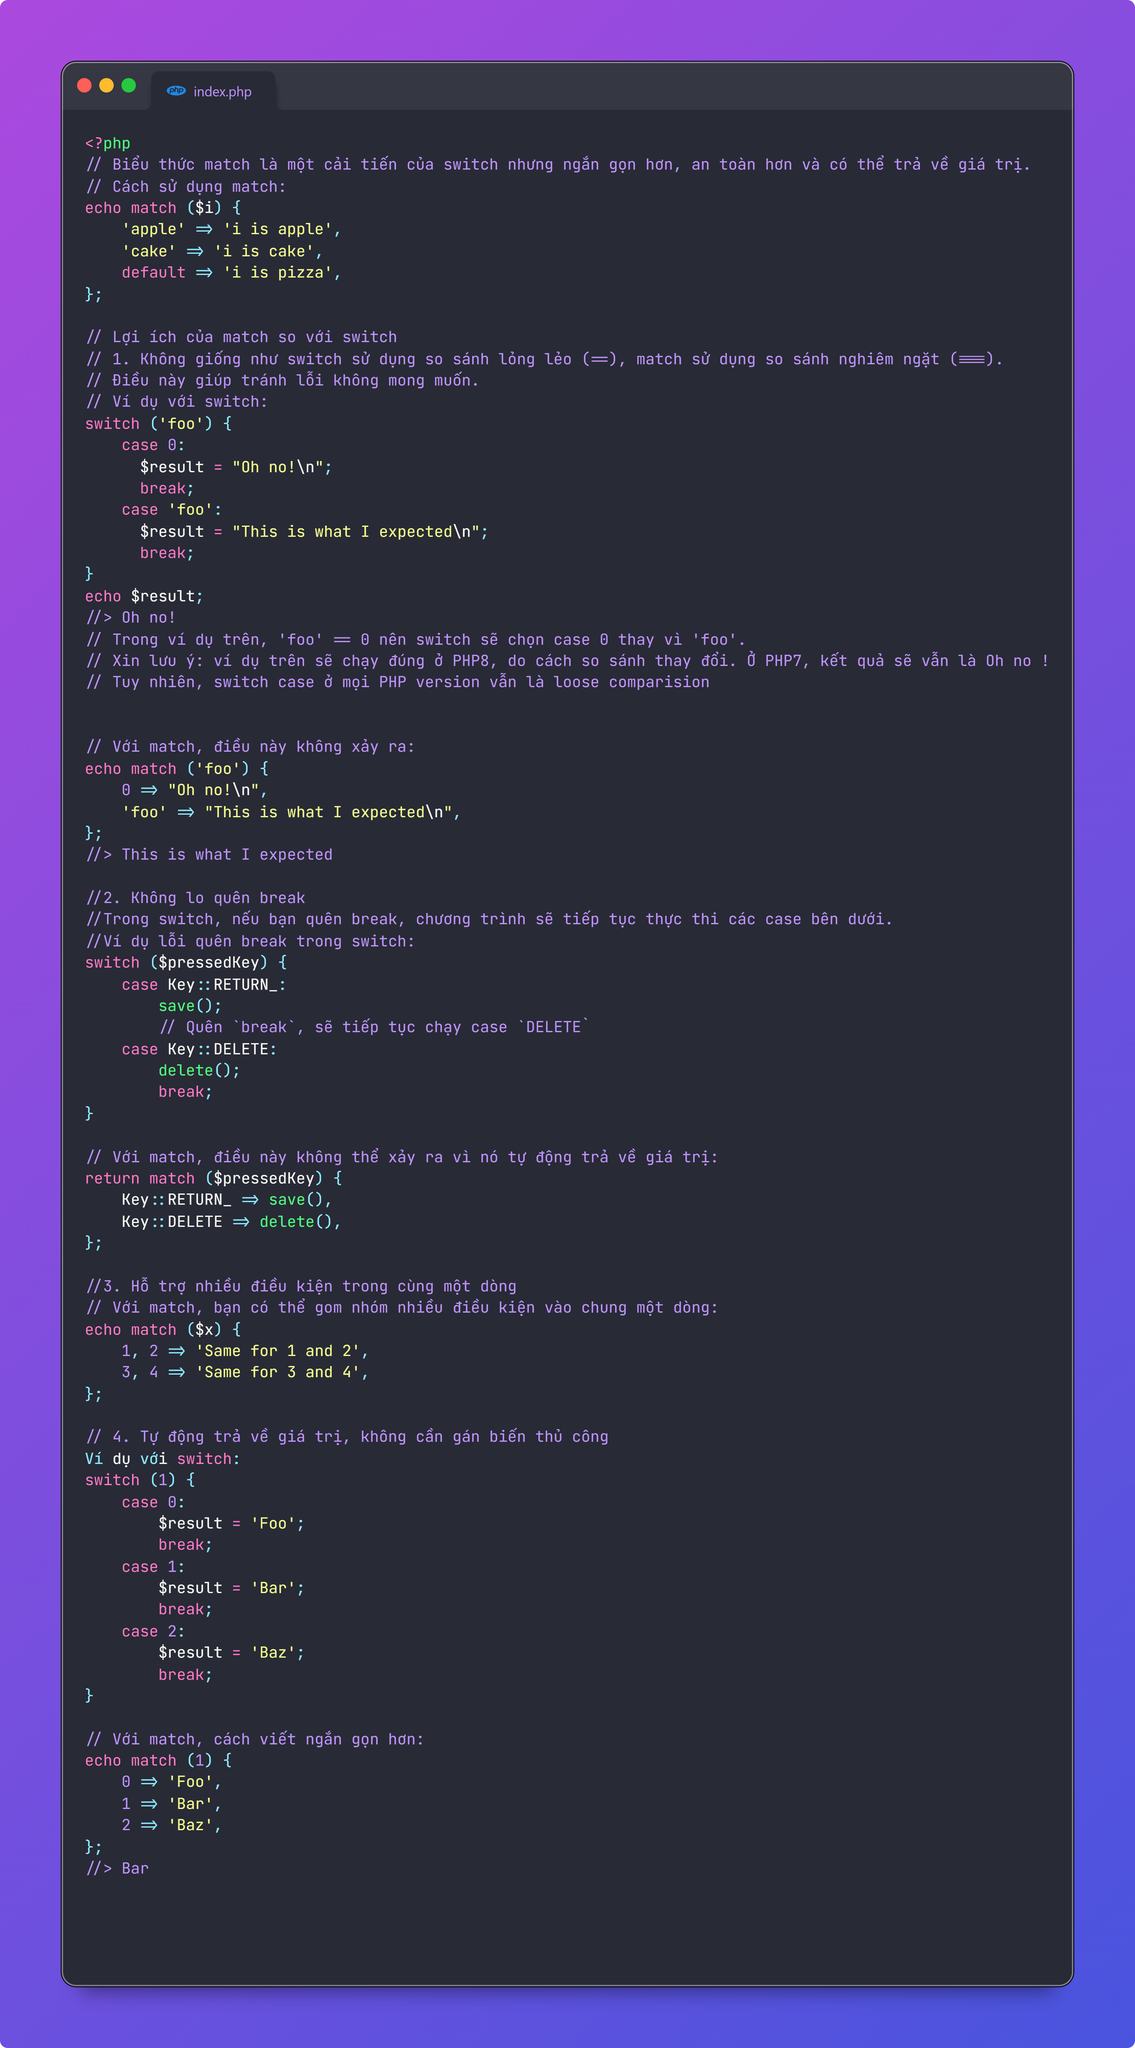 index.php
<?php
// Biểu thức match là một cải tiến của switch nhưng ngắn gọn hơn, an toàn hơn và có thể trả về giá trị.
// Cách sử dụng match:
echo match ($i) {
    'apple' => 'i is apple',
    'cake' => 'i is cake',
    default => 'i is pizza',
};

// Lợi ích của match so với switch
// 1. Không giống như switch sử dụng so sánh lỏng lẻo (==), match sử dụng so sánh nghiêm ngặt (===).
// Điều này giúp tránh lỗi không mong muốn.
// Ví dụ với switch:
switch ('foo') {
    case 0:
      $result = "Oh no!\n";
      break;
    case 'foo':
      $result = "This is what I expected\n";
      break;
}
echo $result;
//> Oh no!
// Trong ví dụ trên, 'foo' == 0 nên switch sẽ chọn case 0 thay vì 'foo'.
// Xin lưu ý: ví dụ trên sẽ chạy đúng ở PHP8, do cách so sánh thay đổi. Ở PHP7, kết quả sẽ vẫn là Oh no !
// Tuy nhiên, switch case ở mọi PHP version vẫn là loose comparision

// Với match, điều này không xảy ra:
echo match ('foo') {
    0 => "Oh no!\n",
    'foo' => "This is what I expected\n",
};
//> This is what I expected

//2. Không lo quên break
//Trong switch, nếu bạn quên break, chương trình sẽ tiếp tục thực thi các case bên dưới.
//Ví dụ lỗi quên break trong switch:
switch ($pressedKey) {
    case Key::RETURN_:
        save();
        // Quên `break`, sẽ tiếp tục chạy case `DELETE`
    case Key::DELETE:
        delete();
        break;
}

// Với match, điều này không thể xảy ra vì nó tự động trả về giá trị:
return match ($pressedKey) {
    Key::RETURN_ => save(),
    Key::DELETE => delete(),
};

//3. Hỗ trợ nhiều điều kiện trong cùng một dòng
// Với match, bạn có thể gom nhóm nhiều điều kiện vào chung một dòng:
echo match ($x) {
    1, 2 => 'Same for 1 and 2',
    3, 4 => 'Same for 3 and 4',
};

// 4. Tự động trả về giá trị, không cần gán biến thủ công
Ví dụ với switch:
switch (1) {
    case 0:
        $result = 'Foo';
        break;
    case 1:
        $result = 'Bar';
        break;
    case 2:
        $result = 'Baz';
        break;
}

// Với match, cách viết ngắn gọn hơn:
echo match (1) {
    0 => 'Foo',
    1 => 'Bar',
    2 => 'Baz',
};
//> Bar